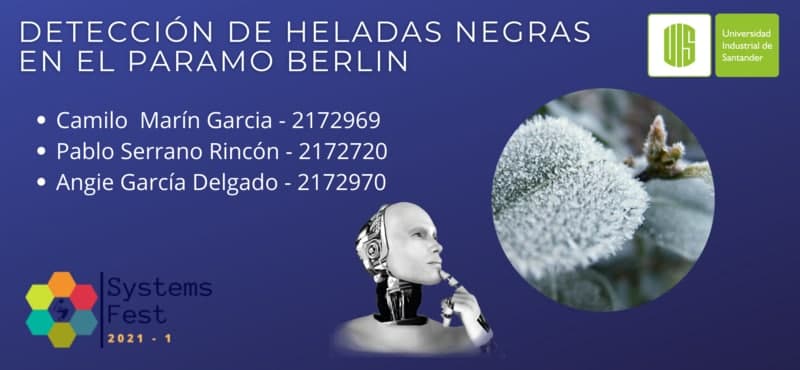 DETECCIÓN DE HELADAS NEGRAS
EN EL PARAMO BERLIN
Universidad
Industrial de
Santander
• Camilo  Marín Garcia - 2172969
• Pablo Serrano Rincón - 2172720
• Angie García Delgado - 2172970
Systems
Fest
2021 - 1